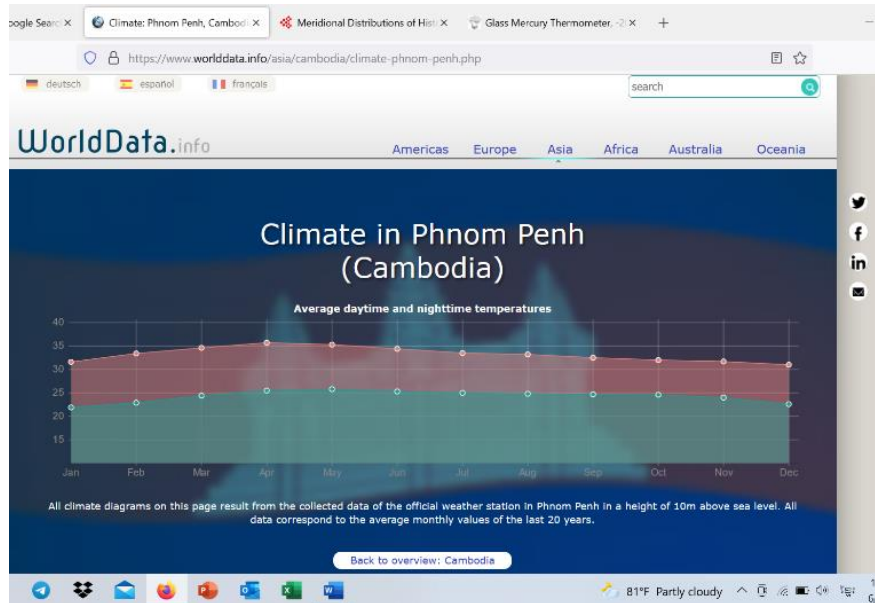 oogle Searc
Climate: Phnom Penh, Cambod
Meridional Distributions of Hist
Glass Mercury Thermometer, -2
https://www.worlddata.info/asia/cambodia/climate-phnom-penh.php
deutsch español français
search
WorldData.info
Americas Europe Asia Africa Australia Oceania
Climate in Phnom Penh
(Cambodia)
Average daytime and nighttime temperatures
40
35
30
25
20
15
Jan Feb Mar Apr May Jun Jul Aug Sep Oct Nov Dec
All climate diagrams on this page result from the collected data of the official weather station in Phnom Penh in a height of 10m above sea level. All
data correspond to the average monthly values of the last 20 years.
Back to overview: Cambodia
81°F Partly cloudy